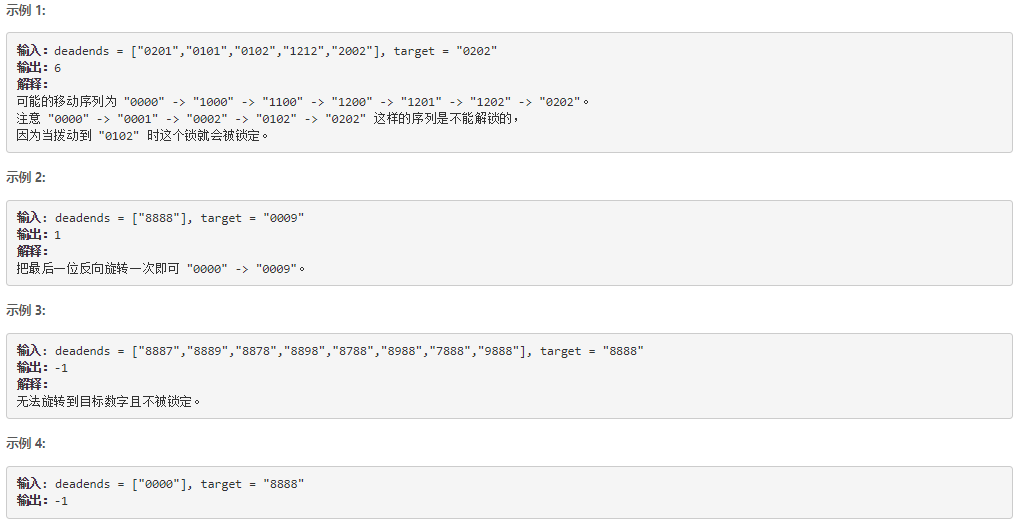 示例 1:
输入：deadends = ["0201","0101","0102","1212","2002"], target = "0202"
输出：6
解释：
可能的移动序列为 "0000" -> "1000" -> "1100" -> "1200" -> "1201" -> "1202" -> "0202"。
注意 "0000" -> "0001" -> "0002" -> "0102" -> "0202" 这样的序列是不能解锁的，
因为当拨动到 "0102" 时这个锁就会被锁定。
示例 2:
输入: deadends = ["8888"], target = "0009"
输出：1
解释：
把最后一位反向旋转一次即可 "0000" -> "0009"。
示例 3:
输入: deadends = ["8887","8889","8878","8898","8788","8988","7888","9888"], target = "8888"
输出：-1
解释：
无法旋转到目标数字且不被锁定。
示例 4:
输入: deadends = ["0000"], target = "8888"
输出：-1